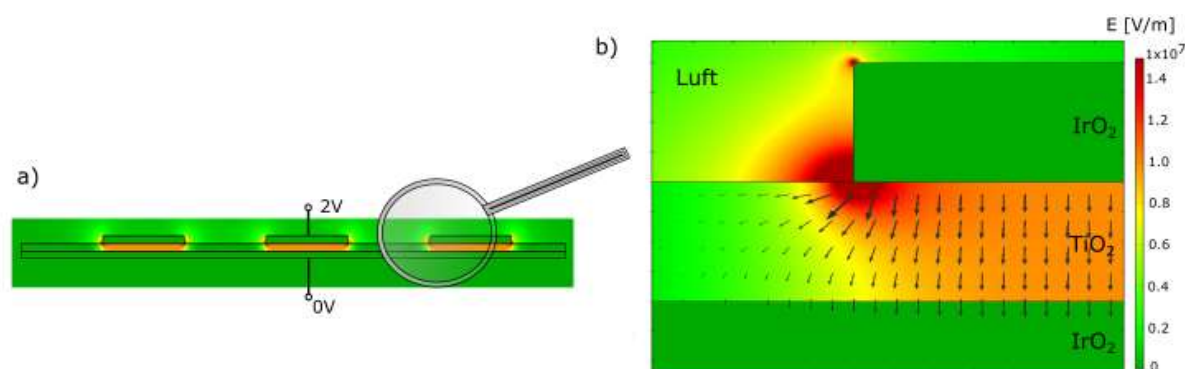 a)
2V
0V
b)
Luft
IrO₂
TiO₂
IrO₂
E [V/m]
1x10⁷
1.4
1.2
1.0
0.8
0.6
0.4
0.2
0